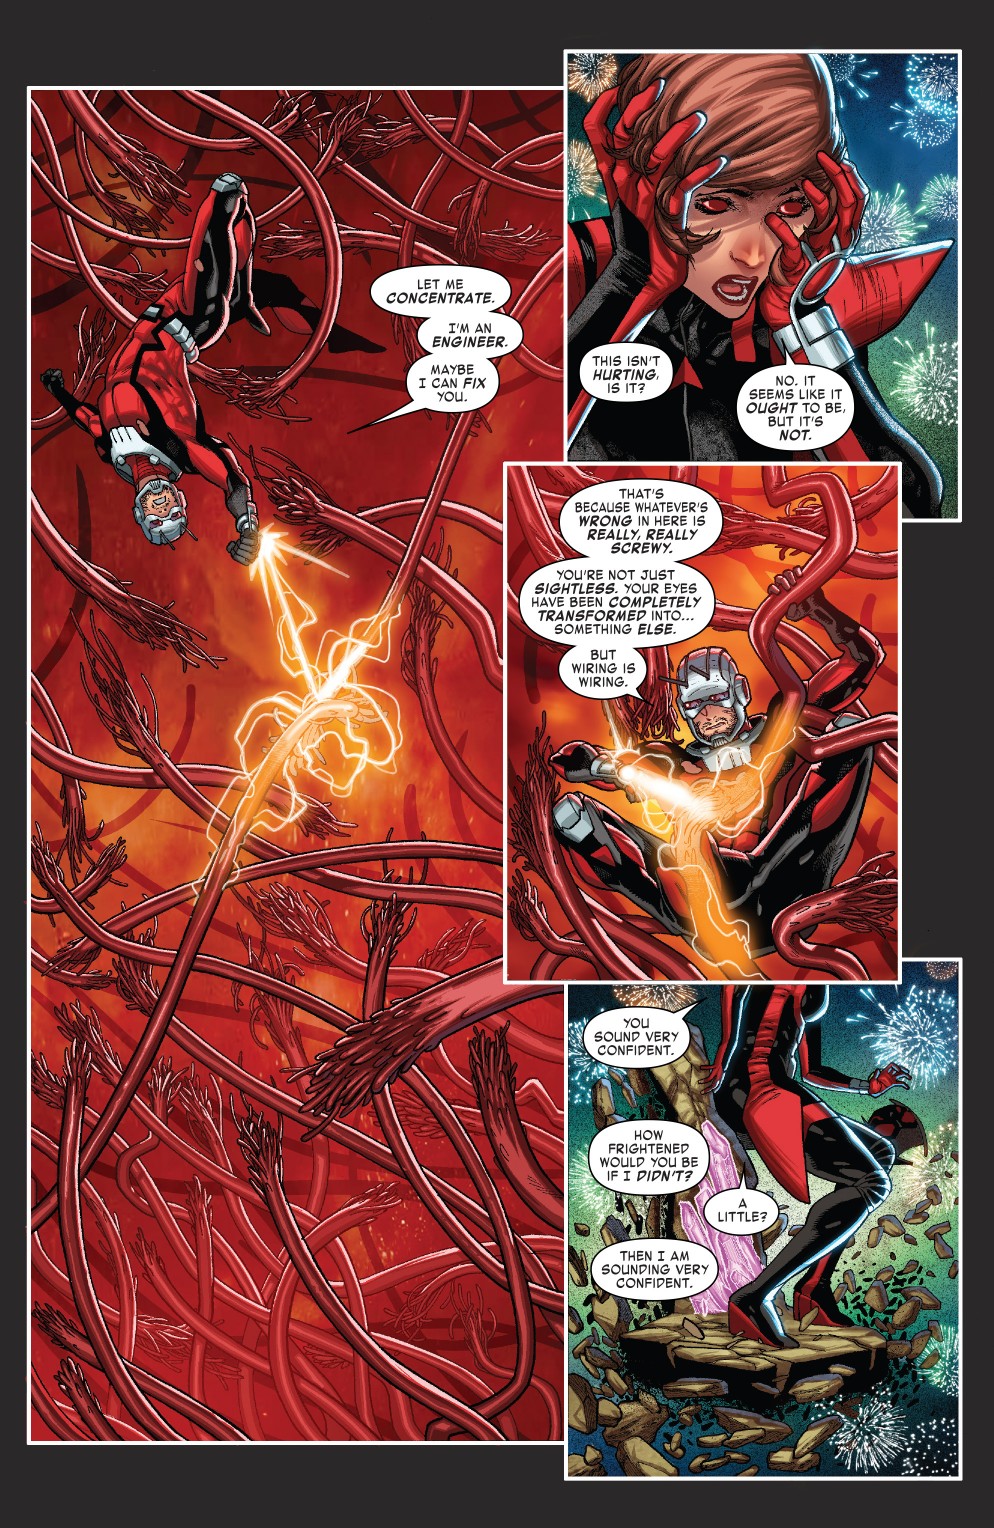 LET ME
CONCENTRATE.
I'M AN
ENGINEER.
MAYBE
I CAN FIX
YOU.
THIS ISN'T
HURTING,
IS IT?
NO. IT
SEEMS LIKE IT
OUGHT TO BE,
BUT IT'S
NOT.
THAT'S
BECAUSE WHATEVER'S
WRONG IN HERE IS
REALLY, REALLY
SCREWY.
YOU'RE NOT JUST
SIGHTLESS. YOUR EYES
HAVE BEEN COMPLETELY
TRANSFORMED INTO...
SOMETHING ELSE.
BUT
WIRING IS
WIRING.
YOU
SOUND VERY
CONFIDENT.
HOW
FRIGHTENED
WOULD YOU BE
IF I DIDN'T?
A
LITTLE?
THEN I AM
SOUNDING VERY
CONFIDENT.